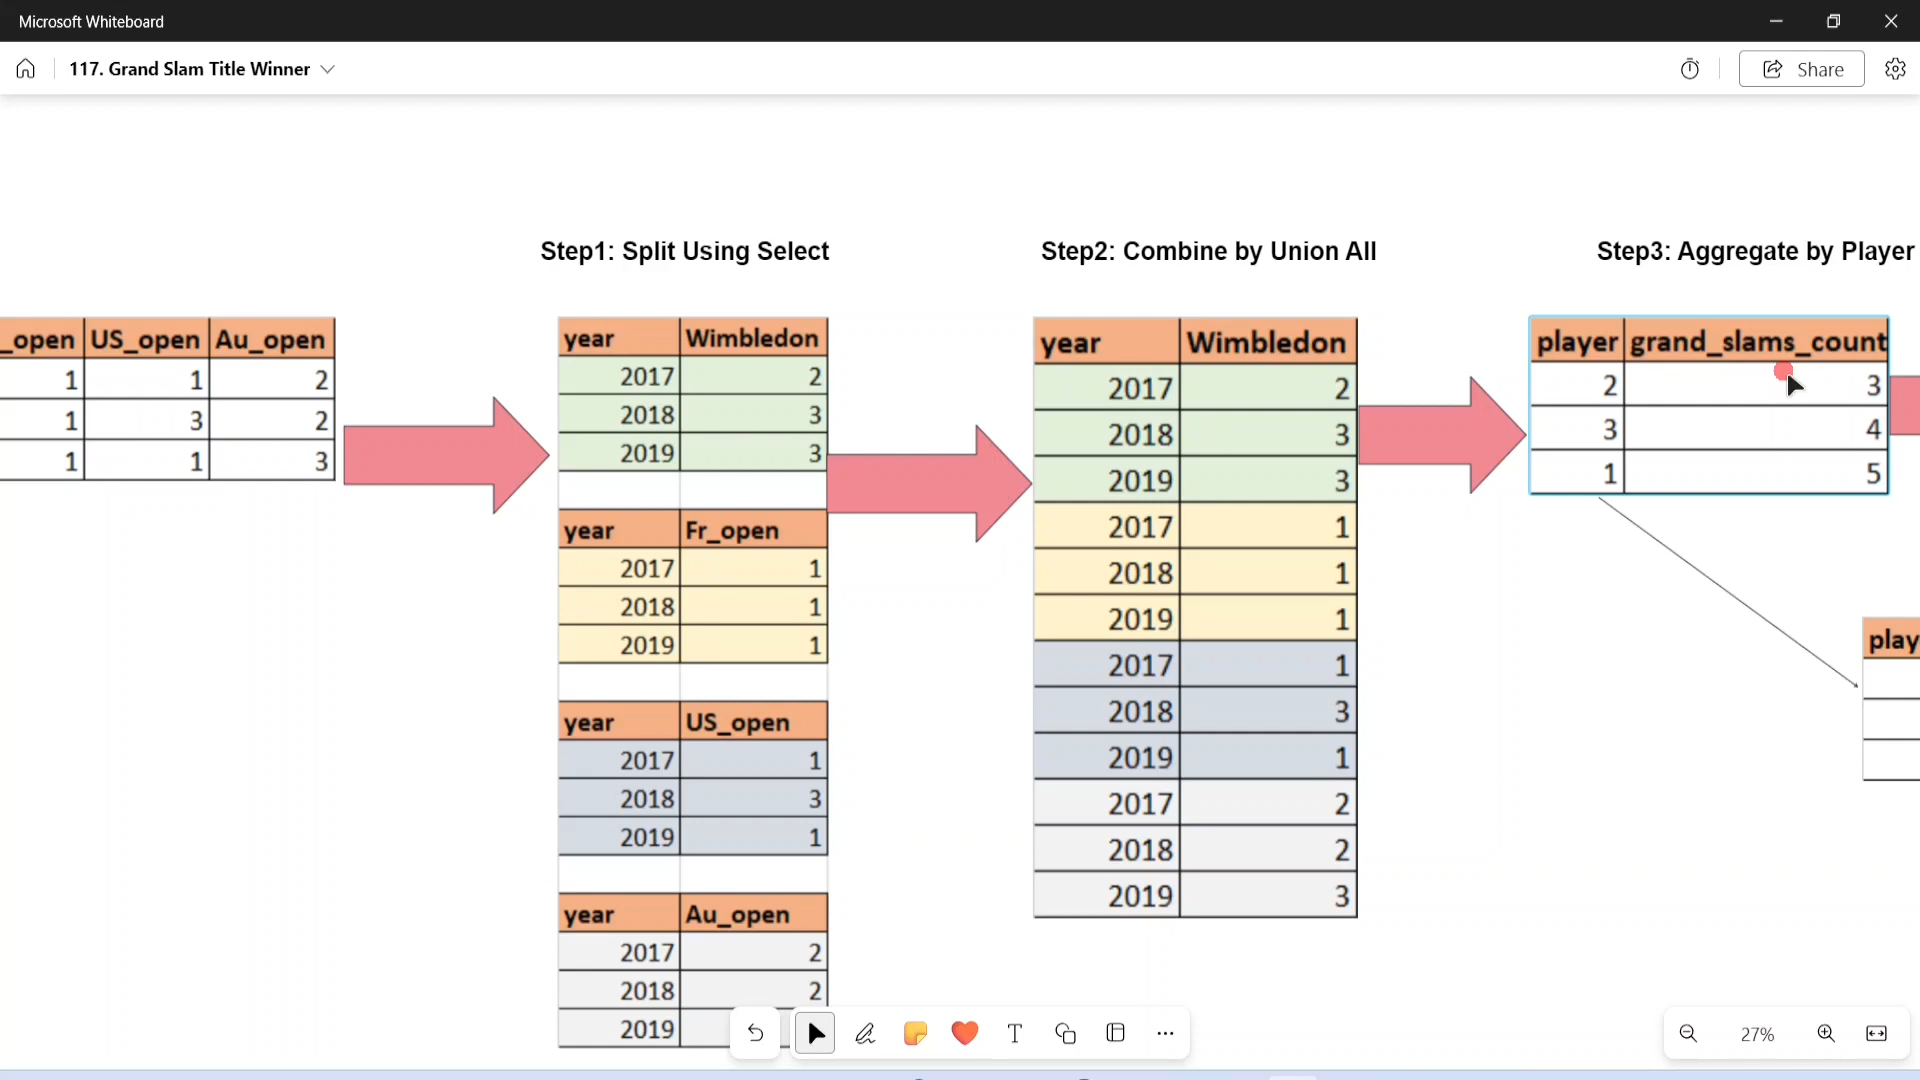 Microsoft Whiteboard
117. Grand Slam Title Winner
Share
Step1: Split Using Select
Step2: Combine by Union All
Step3: Aggregate by Player
_open US_open Au_open
1 1 2
1 3 2
1 1 3
year Wimbledon
2017 2
2018 3
2019 3
year Fr_open
2017 1
2018 1
2019 1
year US_open
2017 1
2018 3
2019 1
year Au_open
2017 2
2018 2
2019
year Wimbledon
2017 2
2018 3
2019 3
2017 1
2018 1
2019 1
2017 1
2018 3
2019 1
2017 2
2018 2
2019 3
player grand_slams_count
2 3
3 4
1 5
play
27%